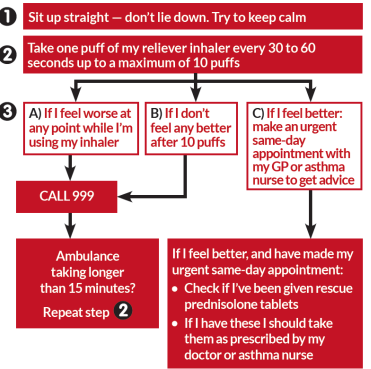 1 Sit up straight — don't lie down. Try to keep calm
2 Take one puff of my reliever inhaler every 30 to 60
seconds up to a maximum of 10 puffs
3
A) If I feel worse at
any point while I'm
using my inhaler
B) If I don't
feel any better
after 10 puffs
C) If I feel better:
make an urgent
same-day
appointment with
my GP or asthma
nurse to get advice
CALL 999
Ambulance
taking longer
than 15 minutes?
Repeat step 2
If I feel better, and have made my
urgent same-day appointment:
• Check if I've been given rescue
prednisolone tablets
• If I have these I should take
them as prescribed by my
doctor or asthma nurse